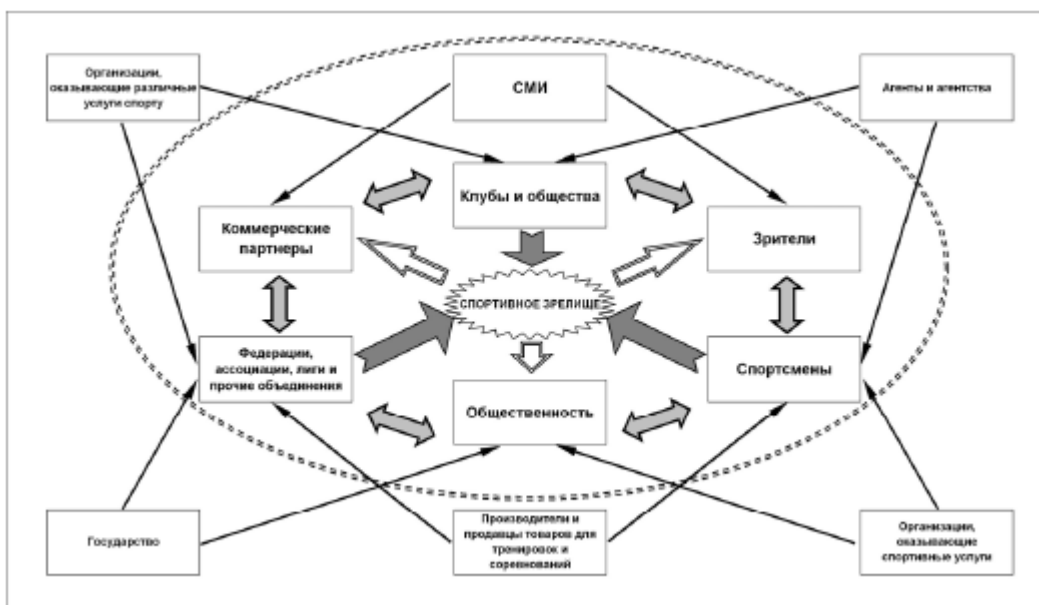 Организации,
оказывающие различные
услуги спорту
СМИ
Агенты и агентства
Клубы и общества
Коммерческие
партнеры
Зрители
СПОРТИВНОЕ ЗРЕЛИЩЕ
Федерации,
ассоциации, лиги и
прочие объединения
Спортсмены
Общественность
Государство
Производители и
продавцы товаров для
тренировок и
соревнований
Организации,
оказывающие
спортивные услуги